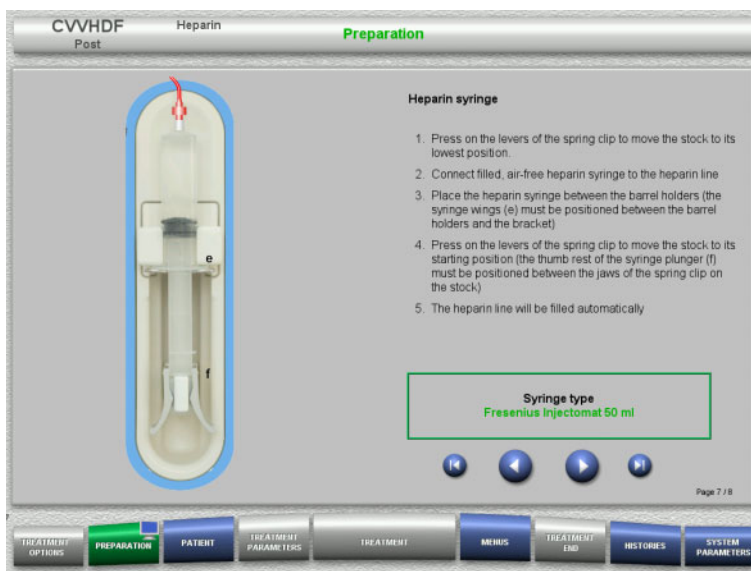 CVVHDF
Post
Heparin
Preparation
Heparin syringe
1. Press on the levers of the spring clip to move the stock to its
lowest position.
2. Connect filled, air-free heparin syringe to the heparin line
3. Place the heparin syringe between the barrel holders (the
syringe wings (e) must be positioned between the barrel
holders and the bracket)
4. Press on the levers of the spring clip to move the stock to its
starting position (the thumb rest of the syringe plunger (f)
must be positioned between the jaws of the spring clip on
the stock)
5. The heparin line will be filled automatically
e
f
Syringe type
Fresenius Injectomat 50 ml
Page 7 / 8
TREATMENT
OPTIONS
PREPARATION
PATIENT
TREATMENT
PARAMETERS
TREATMENT
MENUS
TREATMENT
END
HISTORIES
SYSTEM
PARAMETERS